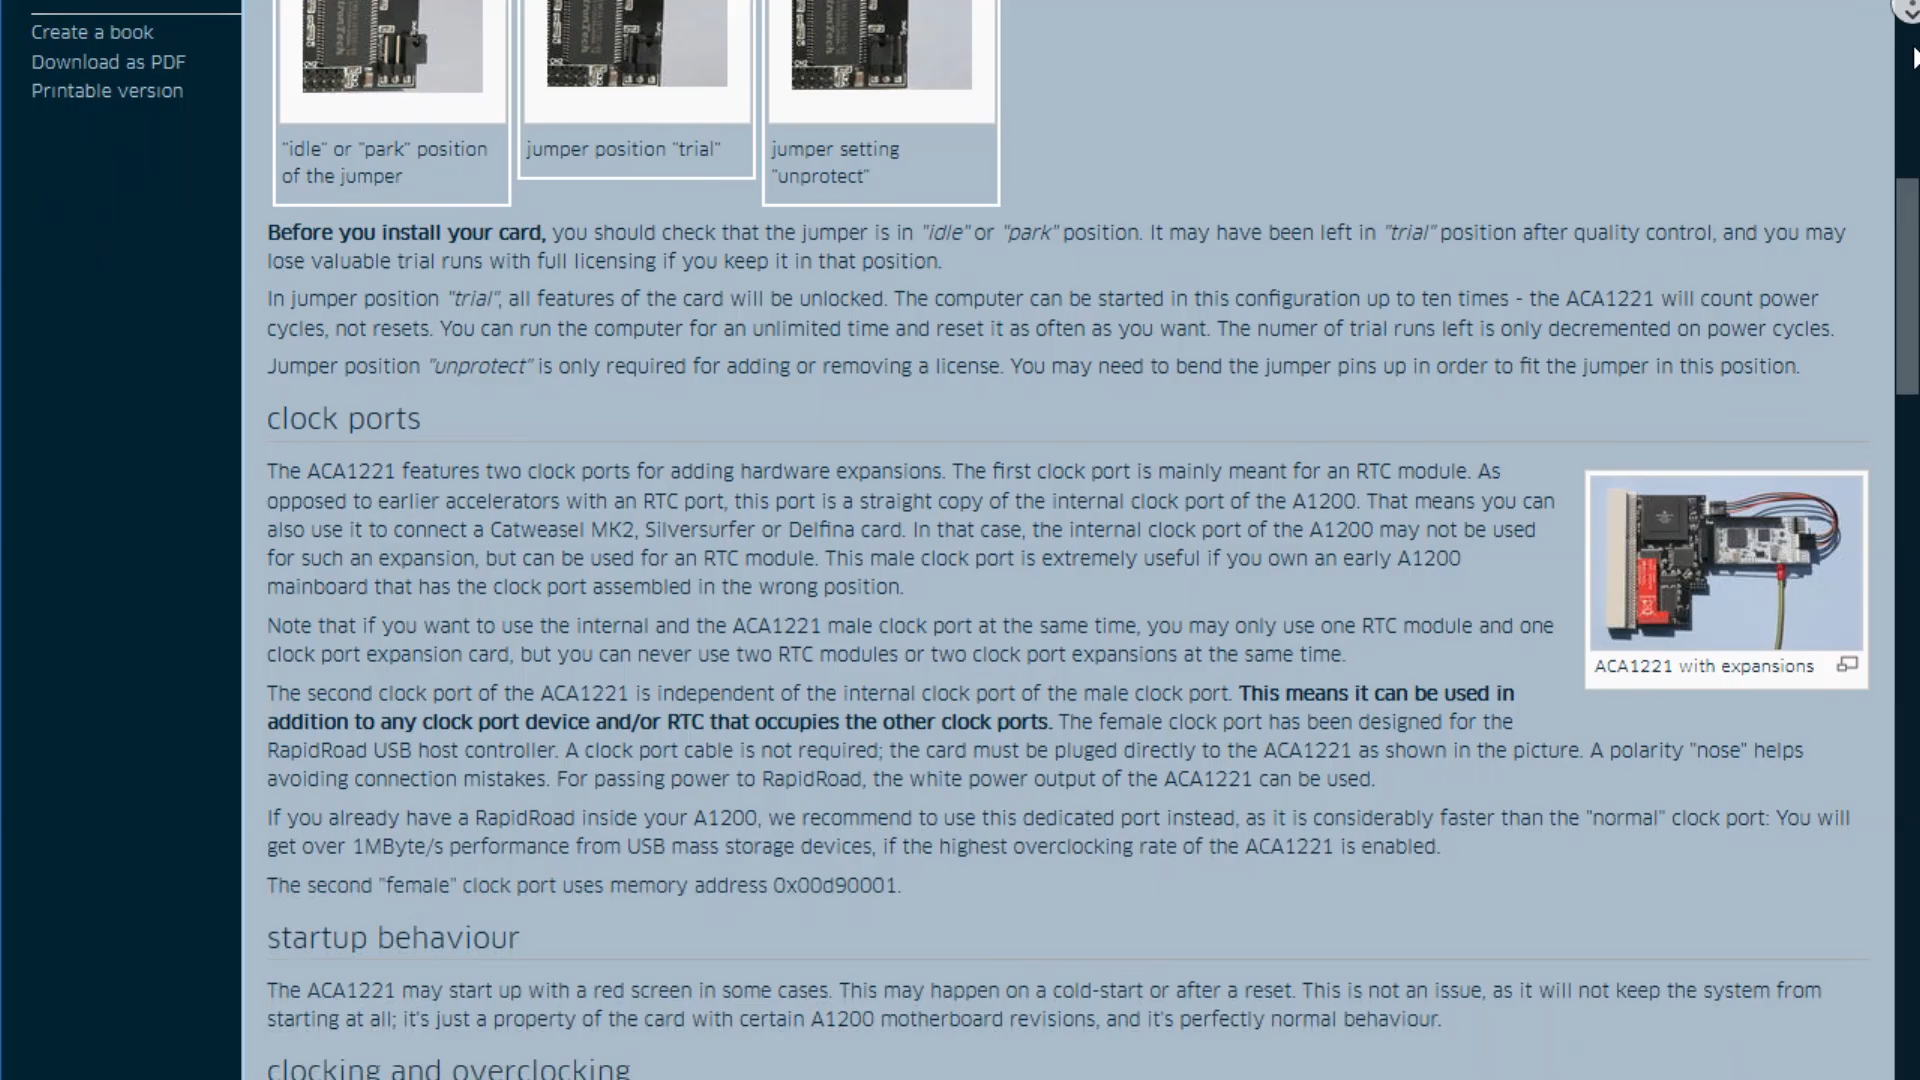 Create a book
Download as PDF
Printable version
"idle" or "park" position
of the jumper
jumper position "trial"
jumper setting
"unprotect"
Before you install your card, you should check that the jumper is in "idle" or "park" position. It may have been left in "trial" position after quality control, and you may
lose valuable trial runs with full licensing if you keep it in that position.
In jumper position "trial", all features of the card will be unlocked. The computer can be started in this configuration up to ten times - the ACA1221 will count power
cycles, not resets. You can run the computer for an unlimited time and reset it as often as you want. The numer of trial runs left is only decremented on power cycles.
Jumper position "unprotect" is only required for adding or removing a license. You may need to bend the jumper pins up in order to fit the jumper in this position.
clock ports
The ACA1221 features two clock ports for adding hardware expansions. The first clock port is mainly meant for an RTC module. As
opposed to earlier accelerators with an RTC port, this port is a straight copy of the internal clock port of the A1200. That means you can
also use it to connect a Catweasel MK2, Silversurfer or Delfina card. In that case, the internal clock port of the A1200 may not be used
for such an expansion, but can be used for an RTC module. This male clock port is extremely useful if you own an early A1200
mainboard that has the clock port assembled in the wrong position.
Note that if you want to use the internal and the ACA1221 male clock port at the same time, you may only use one RTC module and one
clock port expansion card, but you can never use two RTC modules or two clock port expansions at the same time.
ACA1221 with expansions
The second clock port of the ACA1221 is independent of the internal clock port of the male clock port. This means it can be used in
addition to any clock port device and/or RTC that occupies the other clock ports. The female clock port has been designed for the
RapidRoad USB host controller. A clock port cable is not required; the card must be pluged directly to the ACA1221 as shown in the picture. A polarity "nose" helps
avoiding connection mistakes. For passing power to RapidRoad, the white power output of the ACA1221 can be used.
If you already have a RapidRoad inside your A1200, we recommend to use this dedicated port instead, as it is considerably faster than the "normal" clock port: You will
get over 1MByte/s performance from USB mass storage devices, if the highest overclocking rate of the ACA1221 is enabled.
The second "female" clock port uses memory address 0x00d90001.
startup behaviour
The ACA1221 may start up with a red screen in some cases. This may happen on a cold-start or after a reset. This is not an issue, as it will not keep the system from
starting at all; it's just a property of the card with certain A1200 motherboard revisions, and it's perfectly normal behaviour.
clocking and overclocking